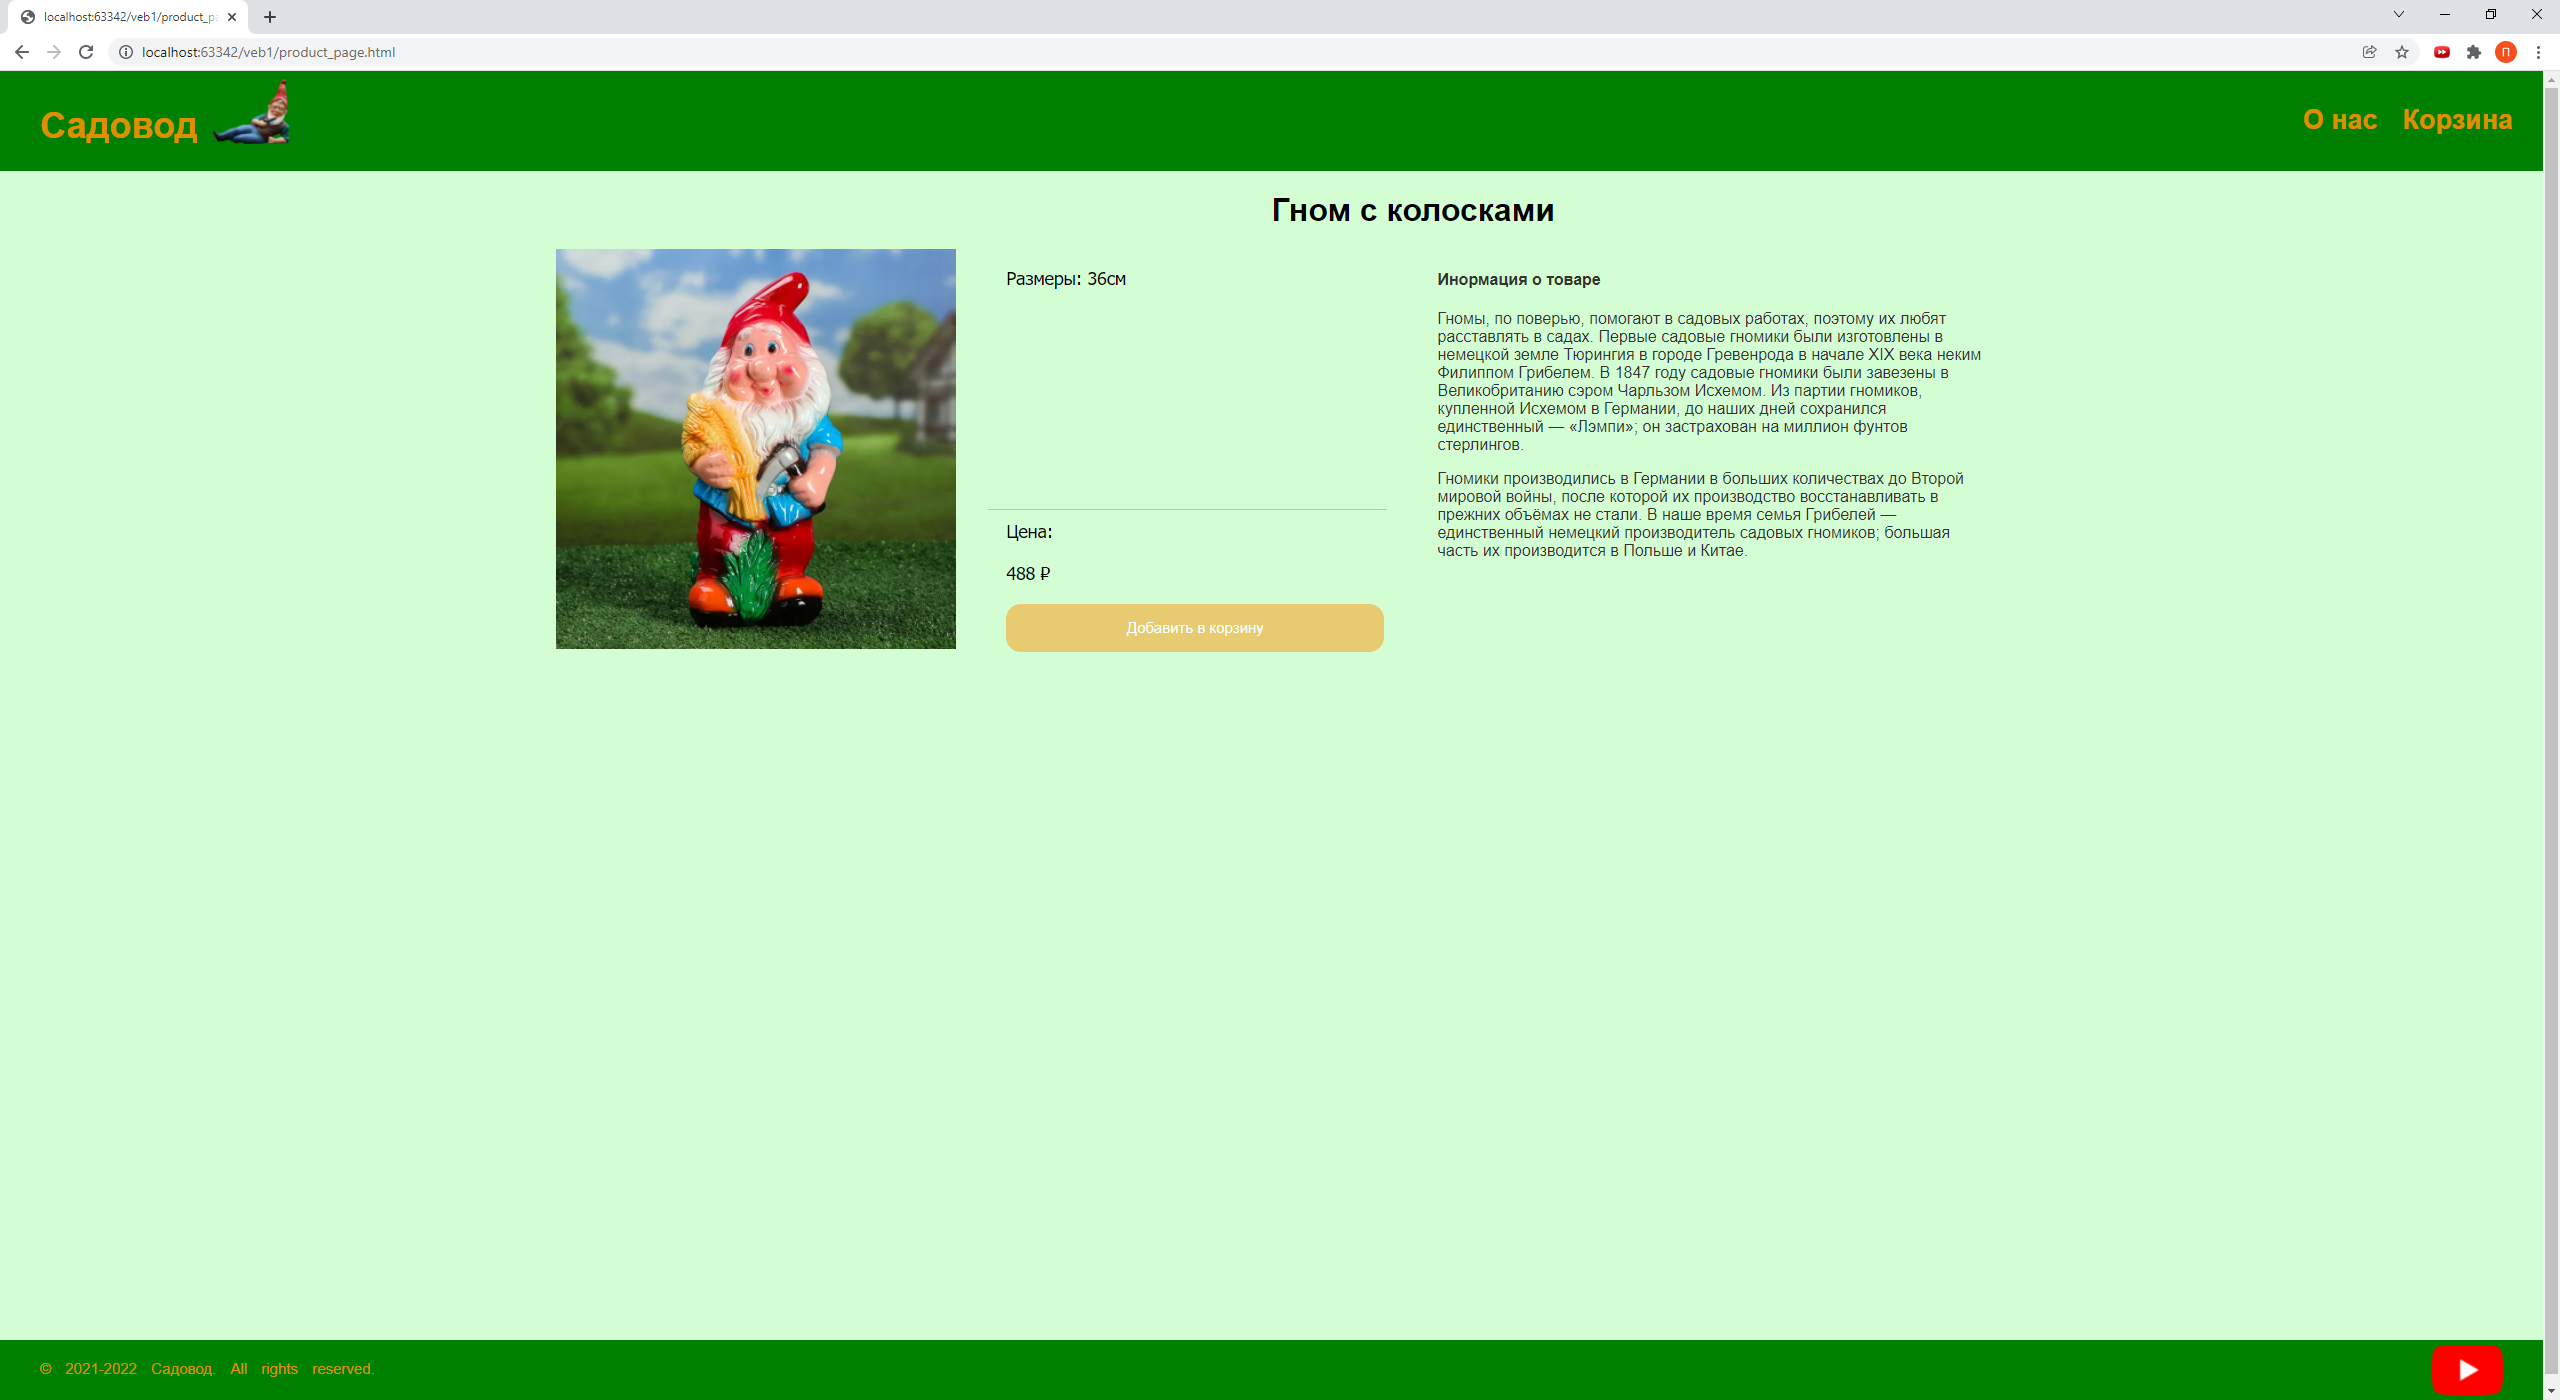 localhost:63342/veb1/product_pa
localhost:63342/veb1/product_page.html
П
Садовод
О нас Корзина
Гном с колосками
Размеры: 36см
Цена:
488 ₽
Добавить в корзину
Инормация о товаре
Гномы, по поверью, помогают в садовых работах, поэтому их любят
расставлять в садах. Первые садовые гномики были изготовлены в
немецкой земле Тюрингия в городе Гревенрода в начале XIX века неким
Филиппом Грибелем. В 1847 году садовые гномики были завезены в
Великобританию сэром Чарльзом Исхемом. Из партии гномиков,
купленной Исхемом в Германии, до наших дней сохранился
единственный — «Лэмпи»; он застрахован на миллион фунтов
стерлингов.
Гномики производились в Германии в больших количествах до Второй
мировой войны, после которой их производство восстанавливать в
прежних объёмах не стали. В наше время семья Грибелей —
единственный немецкий производитель садовых гномиков; большая
часть их производится в Польше и Китае.
© 2021-2022 Садовод. All rights reserved.